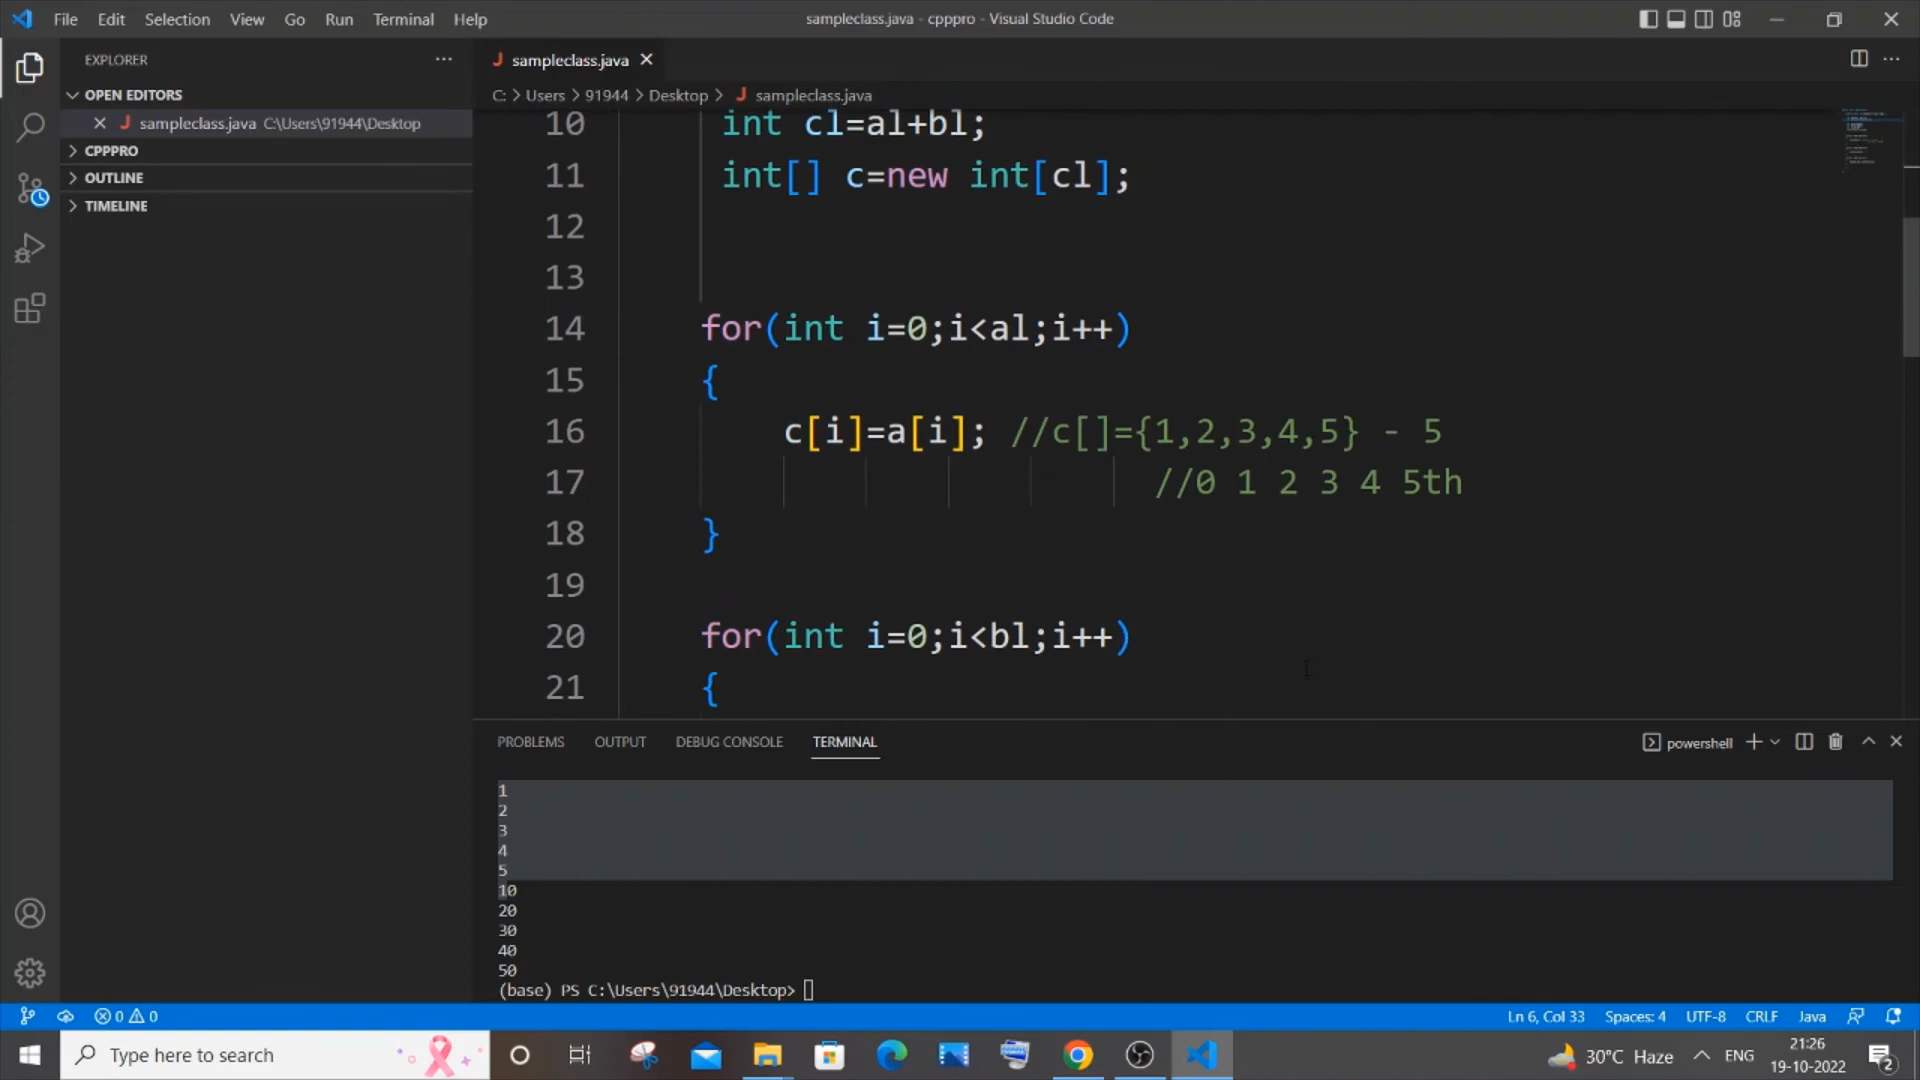 File Edit Selection View Go Run Terminal Help
sampleclass.java - cpppro - Visual Studio Code
EXPLORER
OPEN EDITORS
sampleclass.java C:\Users\91944\Desktop
CPPPRO
OUTLINE
TIMELINE
sampleclass.java
C: > Users > 91944 > Desktop > sampleclass.java
10 int cl=al+bl;
11 int[] c=new int[cl];
12
13
14 for(int i=0;i<al;i++)
15 {
16 c[i]=a[i]; //c[]={1,2,3,4,5} - 5
17 //0 1 2 3 4 5th
18 }
19
20 for(int i=0;i<bl;i++)
21 {
PROBLEMS OUTPUT DEBUG CONSOLE TERMINAL
powershell
1
2
3
4
5
10
20
30
40
50
(base) PS C:\Users\91944\Desktop>
0 0
Ln 6, Col 33 Spaces: 4 UTF-8 CRLF Java
Type here to search
30°C Haze
ENG
21:26
19-10-2022
2